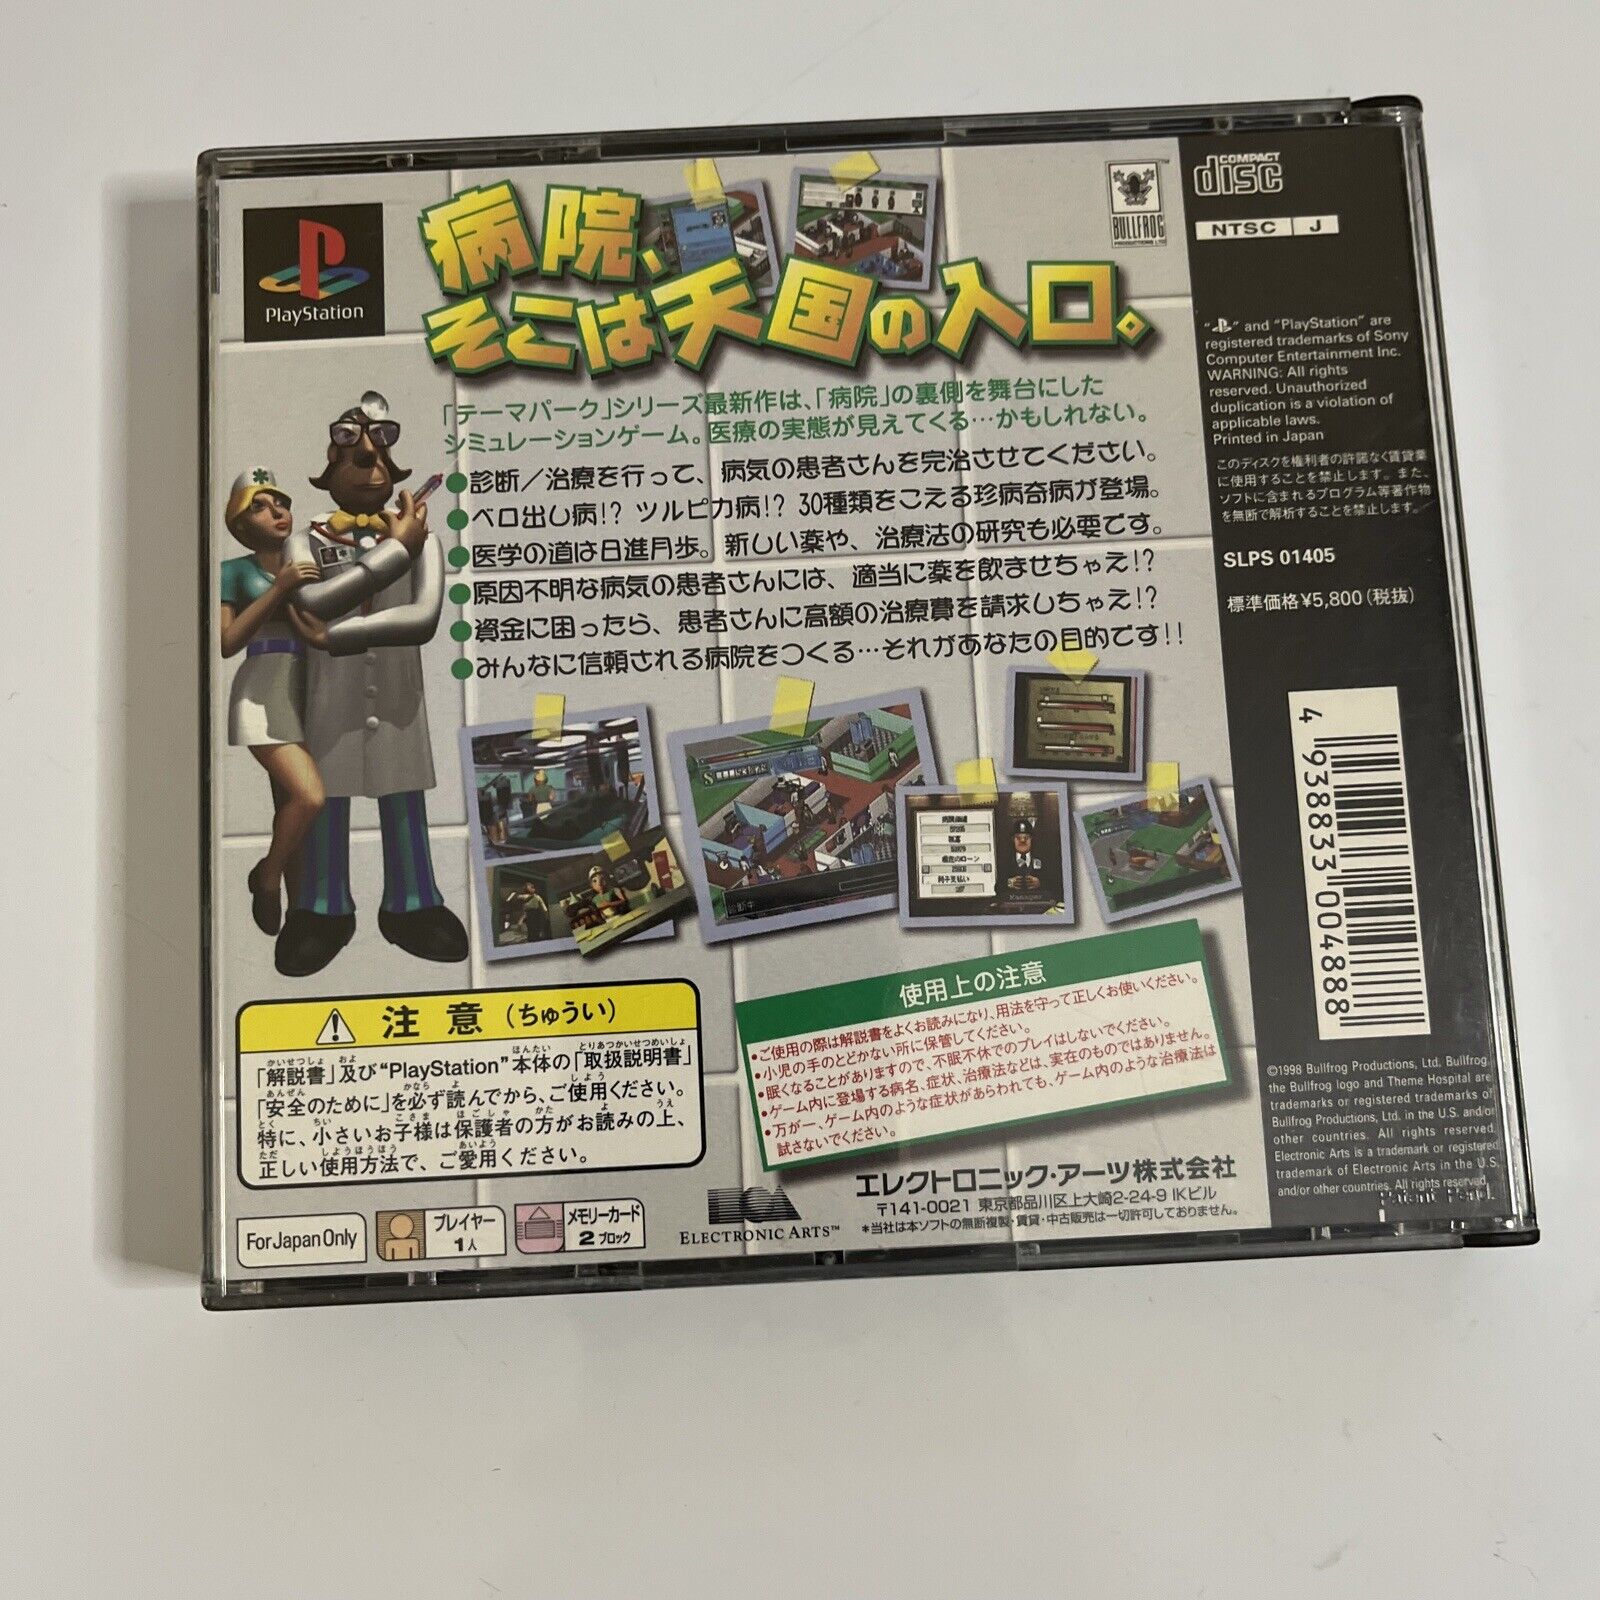 PlayStation
病院、
そこは天国の入口。
BULLFROG
PRODUCTIONS LTD
「テーマパーク」シリーズ最新作は、「病院」の裏側を舞台にした
シミュレーションゲーム。医療の実態が見えてくる…かもしれない。
●診断／治療を行って、病気の患者さんを完治させてください。
●ベロ出し病!? ツルピカ病!? 30種類をこえる珍病奇病が登場。
●医学の道は日進月歩。新しい薬や、治療法の研究も必要です。
●原因不明な病気の患者さんには、適当に薬を飲ませちゃえ!?
●資金に困ったら、患者さんに高額の治療費を請求しちゃえ!?
●みんなに信頼される病院をつくる…それがあなたの目的です!!
Manager
注意（ちゅうい）
「解説書」及び“PlayStation”本体の「取扱説明書」
「安全のために」を必ず読んでから、ご使用ください。
特に、小さいお子様は保護者の方がお読みの上、
正しい使用方法で、ご愛用ください。
使用上の注意
•ご使用の際は解説書をよくお読みになり、用法を守って正しくお使いください。
•小児の手のとどかない所に保管してください。
•眠くなることがありますので、不眠不休でのプレイはしないでください。
•ゲーム内に登場する病名、症状、治療法などは、実在のものではありません。
•万が一、ゲーム内のような症状があらわれても、ゲーム内のような治療法は
試さないでください。
For Japan Only
プレイヤー
1人
メモリーカード
2ブロック
ELECTRONIC ARTS™
エレクトロニック・アーツ株式会社
〒141-0021 東京都品川区上大崎2-24-9 IKビル
*当社は本ソフトの無断複製・賃貸・中古販売は一切許可しておりません。
COMPACT
disc
NTSC J
“PS” and “PlayStation” are
registered trademarks of Sony
Computer Entertainment Inc.
WARNING: All rights
reserved. Unauthorized
duplication is a violation of
applicable laws.
Printed in Japan
このディスクを権利者の許諾なく賃貸業
に使用することを禁止します。また、
ソフトに含まれるプログラム等著作物
を無断で解析することを禁止します。
SLPS 01405
標準価格¥5,800(税抜)
4 938833 004888
©1998 Bullfrog Productions, Ltd. Bullfrog,
the Bullfrog logo and Theme Hospital are
trademarks or registered trademarks of
Bullfrog Productions, Ltd. in the U.S. and/or
other countries. All rights reserved.
Electronic Arts is a trademark or registered
trademark of Electronic Arts in the U.S.
and/or other countries. All rights reserved.
Patent Pend.